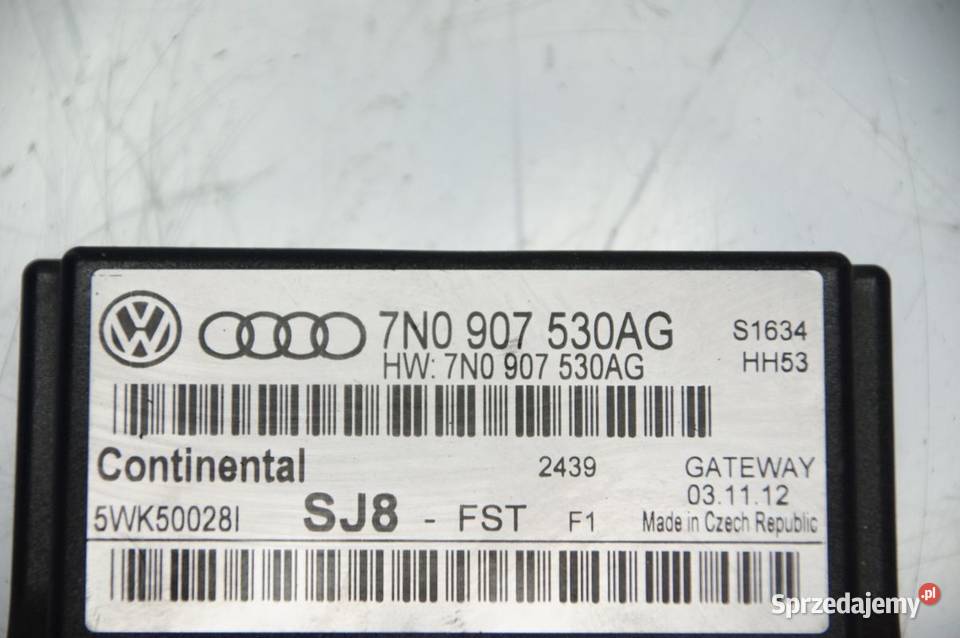 7N0 907 530AG S1634
HW: 7N0 907 530AG HH53
Continental 2439 GATEWAY
03.11.12
5WK50028I SJ8 - FST F1 Made in Czech Republic
Sprzedajemy.pl